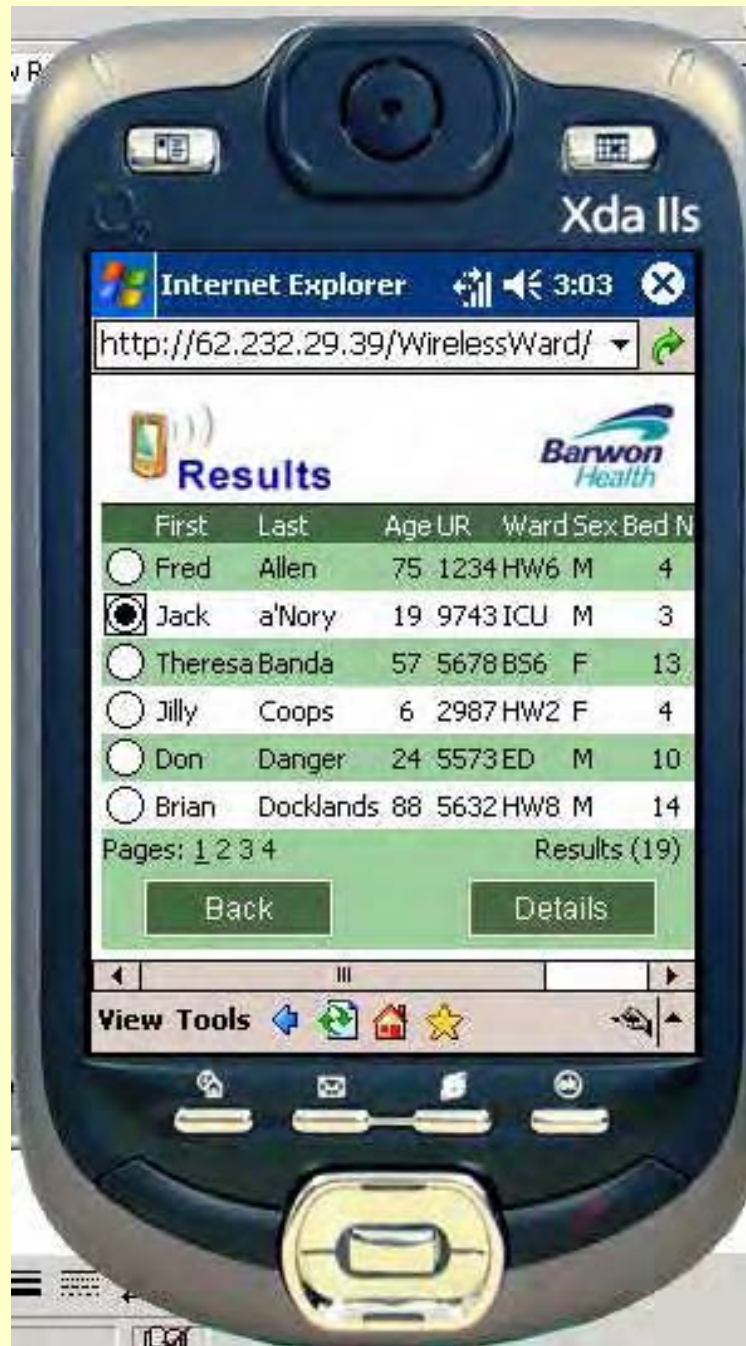 w R
Xda IIs
Internet Explorer 3:03
http://62.232.29.39/WirelessWard/
Results
Barwon
Health
First Last Age UR Ward Sex Bed N
Fred Allen 75 1234 HW6 M 4
Jack a'Nory 19 9743 ICU M 3
Theresa Banda 57 5678 BS6 F 13
Jilly Coops 6 2987 HW2 F 4
Don Danger 24 5573 ED M 10
Brian Docklands 88 5632 HW8 M 14
Pages: 1 2 3 4 Results (19)
Back Details
View Tools
ok